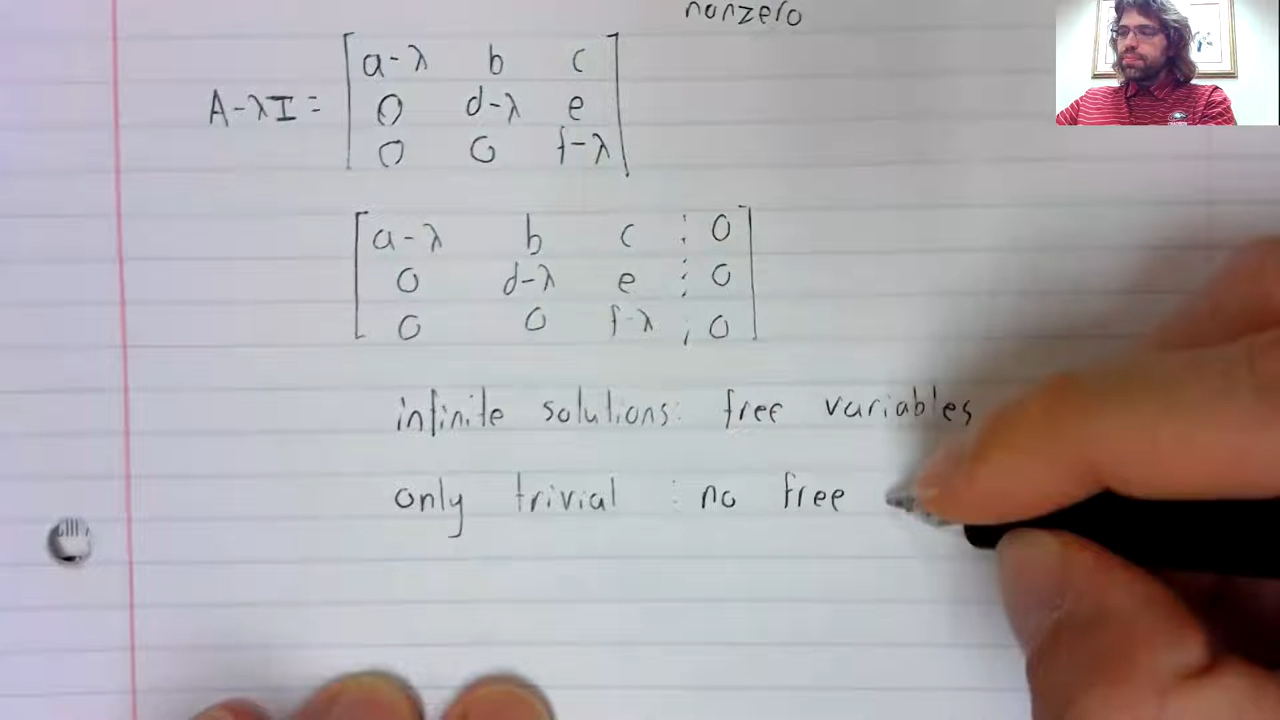 nonzero
A-λI = [a-λ b c
0 d-λ e
0 0 f-λ]
[a-λ b c ⋮ 0
0 d-λ e ⋮ 0
0 0 f-λ ⋮ 0]
infinite solutions: free variables
only trivial : no free